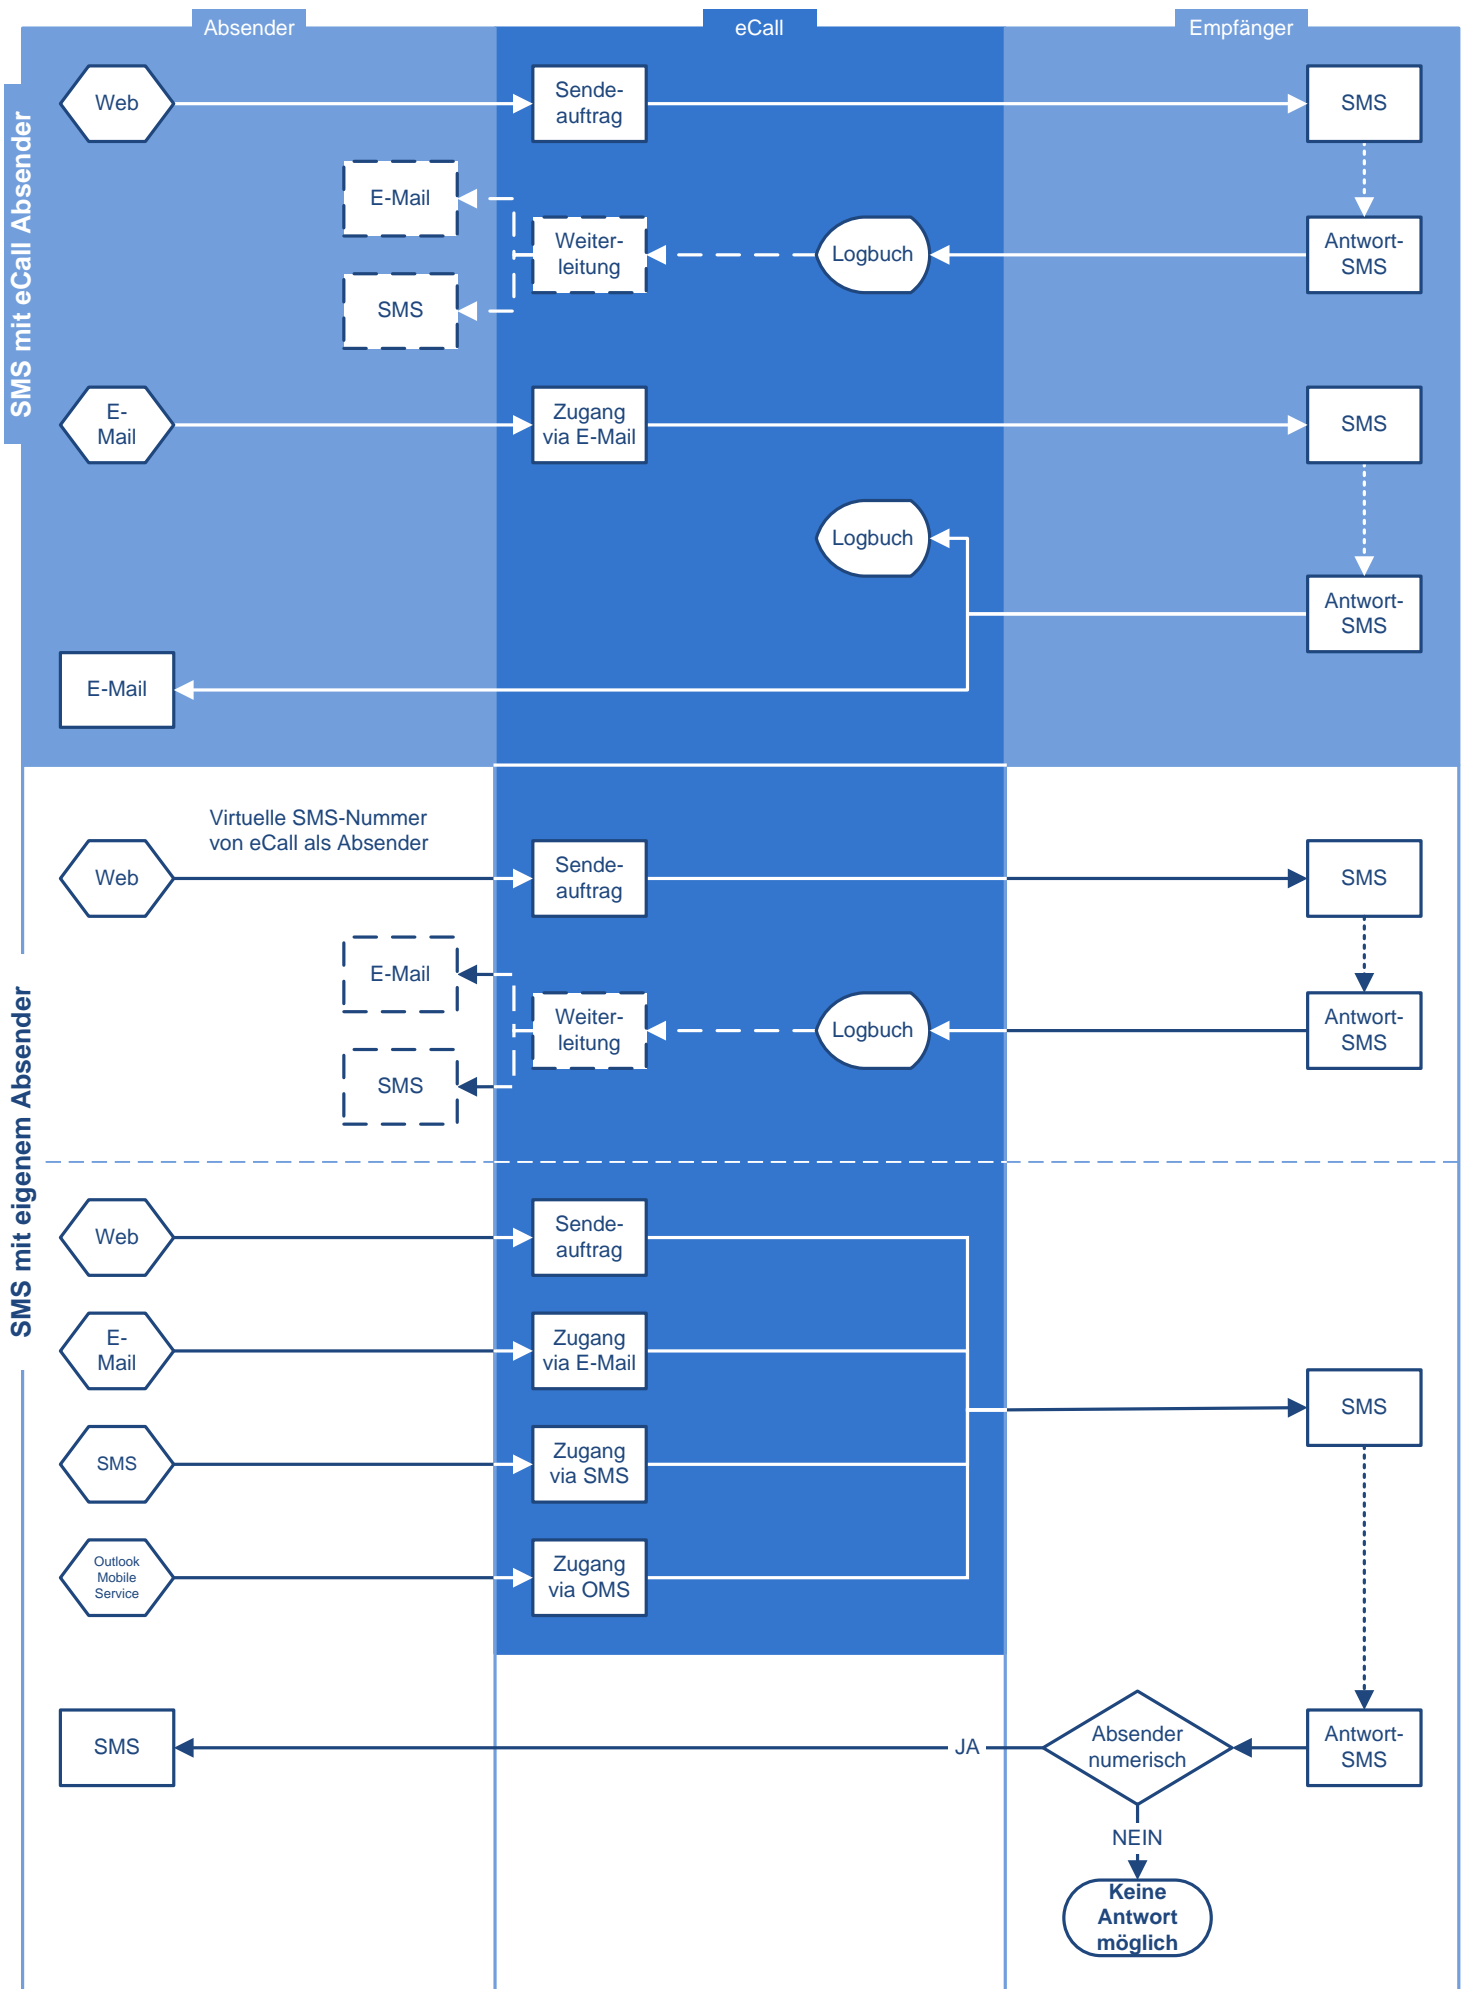 Absender
eCall
Empfänger
SMS mit eCall Absender
Web
Sende-
auftrag
SMS
E-Mail
Weiter-
leitung
Logbuch
Antwort-
SMS
SMS
E-
Mail
Zugang
via E-Mail
SMS
Logbuch
Antwort-
SMS
E-Mail
SMS mit eigenem Absender
Virtuelle SMS-Nummer
von eCall als Absender
Web
Sende-
auftrag
SMS
E-Mail
Weiter-
leitung
Logbuch
Antwort-
SMS
SMS
Web
Sende-
auftrag
E-
Mail
Zugang
via E-Mail
SMS
SMS
Zugang
via SMS
Outlook
Mobile
Service
Zugang
via OMS
SMS
JA
Absender
numerisch
Antwort-
SMS
NEIN
Keine
Antwort
möglich